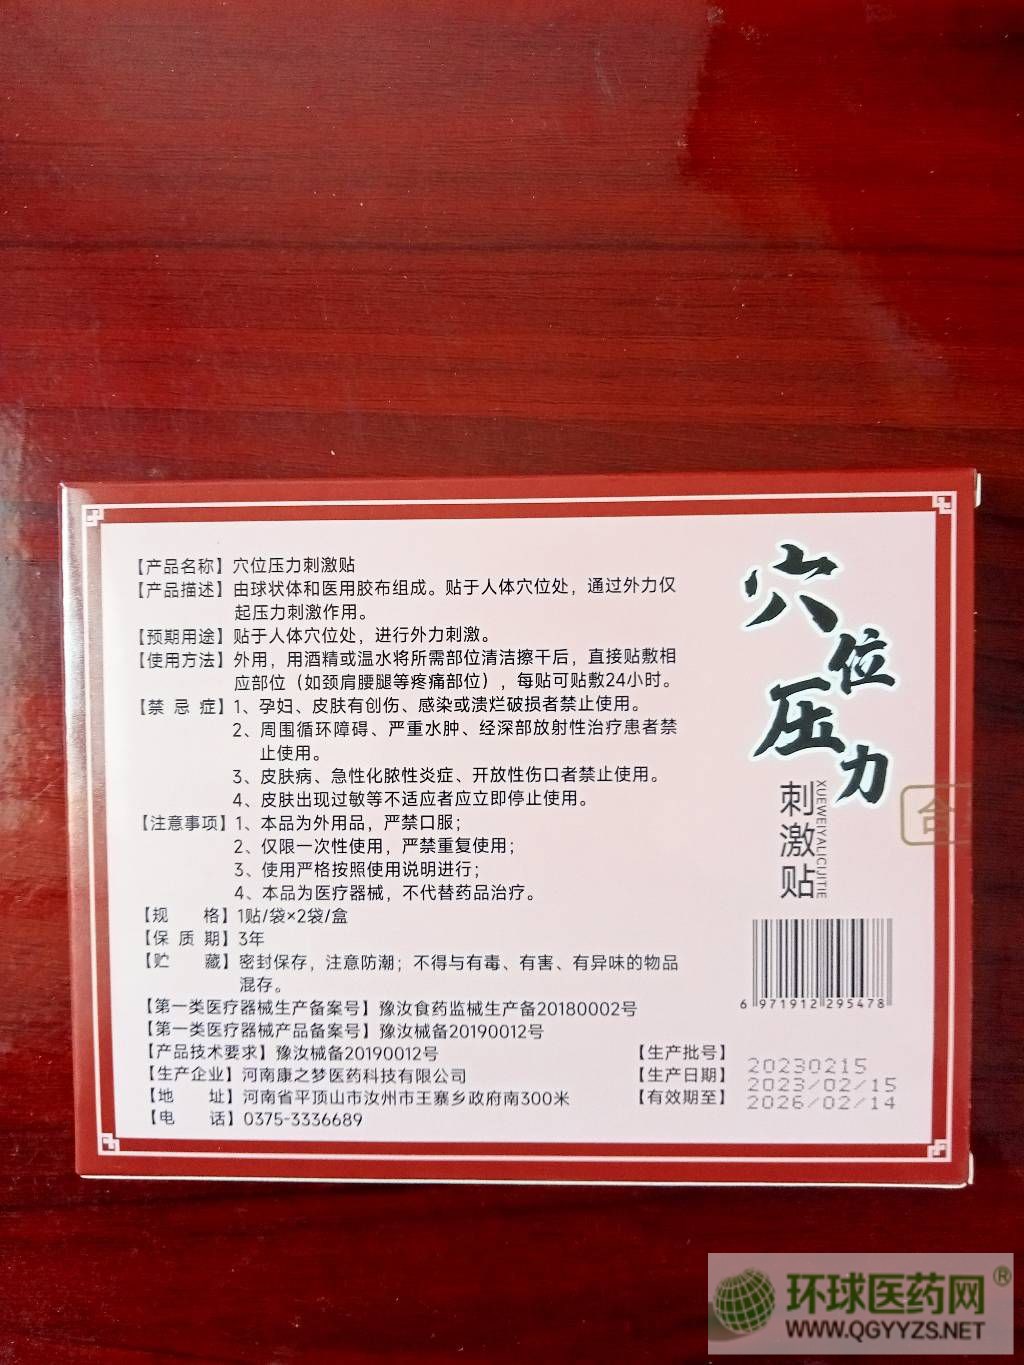 【产品名称】穴位压力刺激贴
【产品描述】由球状体和医用胶布组成。贴于人体穴位处，通过外力仅
起压力刺激作用。
【预期用途】贴于人体穴位处，进行外力刺激。
【使用方法】外用，用酒精或温水将所需部位清洁擦干后，直接贴敷相
应部位（如颈肩腰腿等疼痛部位），每贴可贴敷24小时。
【禁 忌 症】1、孕妇、皮肤有创伤、感染或溃烂破损者禁止使用。
2、周围循环障碍、严重水肿、经深部放射性治疗患者禁
止使用。
3、皮肤病、急性化脓性炎症、开放性伤口者禁止使用。
4、皮肤出现过敏等不适应者应立即停止使用。
【注意事项】1、本品为外用品，严禁口服；
2、仅限一次性使用，严禁重复使用；
3、使用严格按照使用说明进行；
4、本品为医疗器械，不代替药品治疗。
【规 格】1贴/袋×2袋/盒
【保 质 期】3年
【贮 藏】密封保存，注意防潮；不得与有毒、有害、有异味的物品
混存。
【第一类医疗器械生产备案号】豫汝食药监械生产备20180002号
【第一类医疗器械产品备案号】豫汝械备20190012号
【产品技术要求】豫汝械备20190012号
【生产企业】河南康之梦医药科技有限公司
【地 址】河南省平顶山市汝州市王寨乡政府南300米
【电 话】0375-3336689
穴位压力
刺激贴
XUEWEIYALICIJITIE
合
6 971912 295478
【生产批号】20230215
【生产日期】2023/02/15
【有效期至】2026/02/14
环球医药网®
WWW.QGYYZS.NET